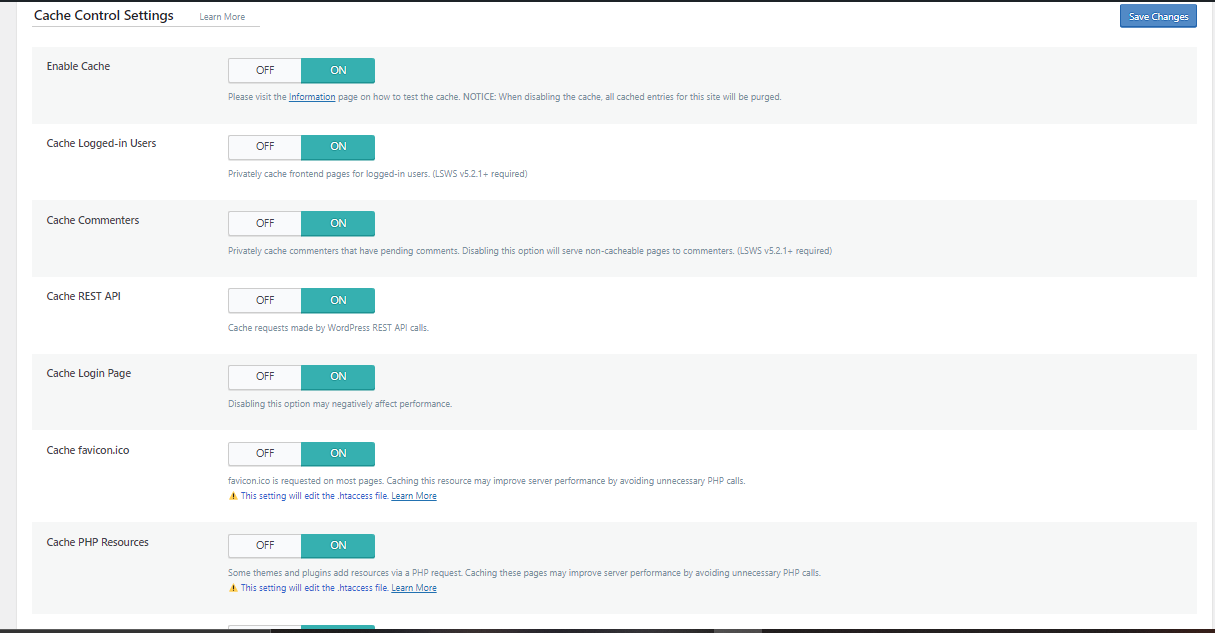 Cache Control Settings Learn More Save Changes
Enable Cache OFF ON
Please visit the Information page on how to test the cache. NOTICE: When disabling the cache, all cached entries for this site will be purged.
Cache Logged-in Users OFF ON
Privately cache frontend pages for logged-in users. (LSWS v5.2.1+ required)
Cache Commenters OFF ON
Privately cache commenters that have pending comments. Disabling this option will serve non-cacheable pages to commenters. (LSWS v5.2.1+ required)
Cache REST API OFF ON
Cache requests made by WordPress REST API calls.
Cache Login Page OFF ON
Disabling this option may negatively affect performance.
Cache favicon.ico OFF ON
favicon.ico is requested on most pages. Caching this resource may improve server performance by avoiding unnecessary PHP calls.
⚠ This setting will edit the .htaccess file. Learn More
Cache PHP Resources OFF ON
Some themes and plugins add resources via a PHP request. Caching these pages may improve server performance by avoiding unnecessary PHP calls.
⚠ This setting will edit the .htaccess file. Learn More